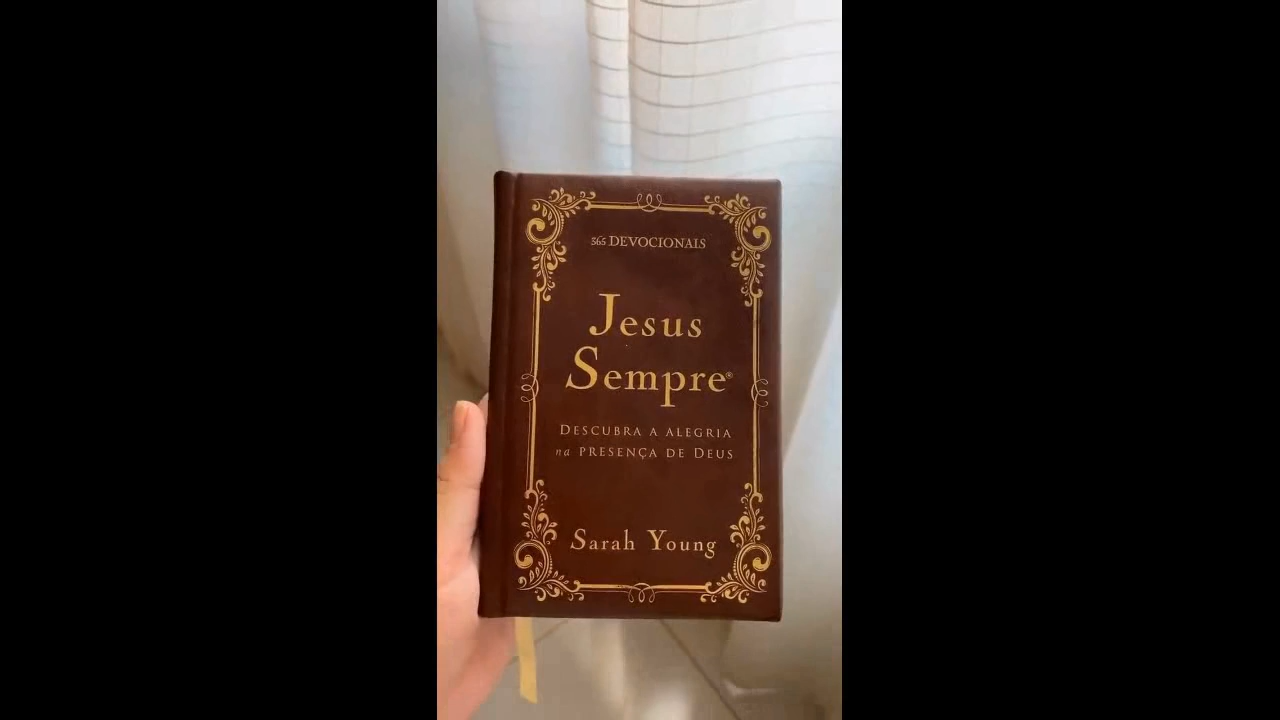 365 DEVOCIONAIS
Jesus
Sempre®
DESCUBRA A ALEGRIA
na PRESENÇA DE DEUS
Sarah Young